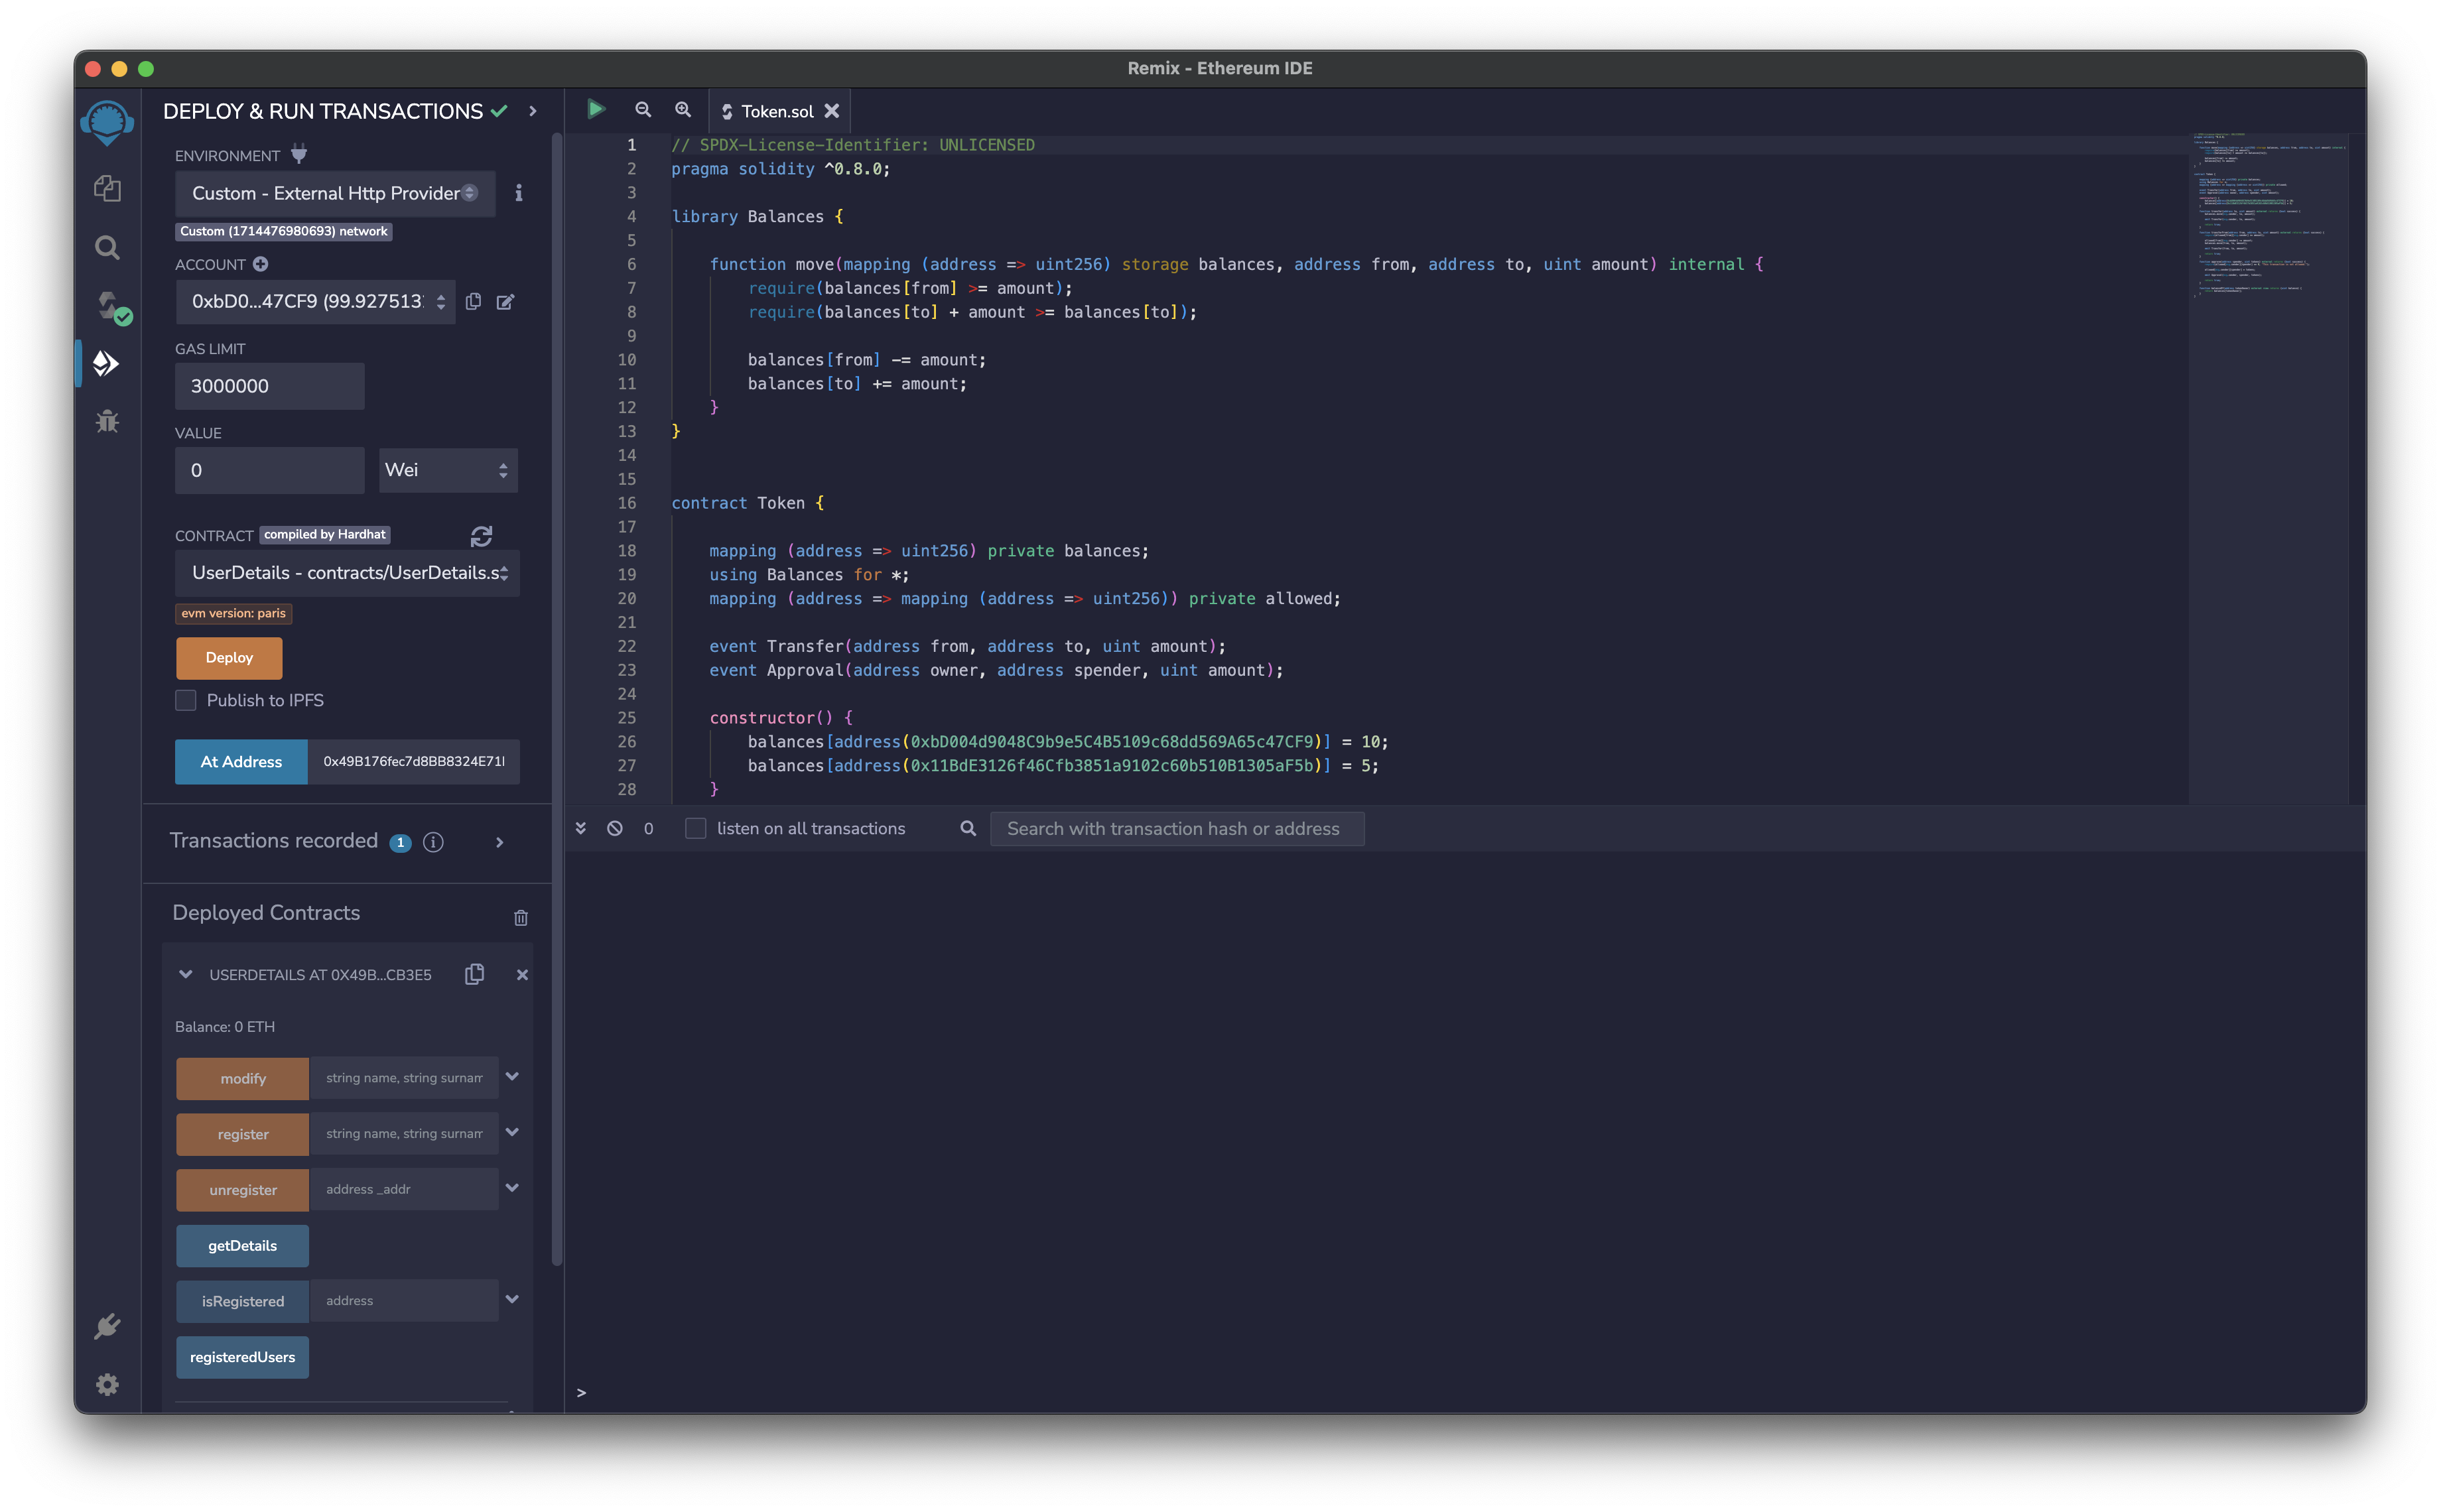 Remix - Ethereum IDE
DEPLOY & RUN TRANSACTIONS
ENVIRONMENT
Custom - External Http Provider
Custom (1714476980693) network
ACCOUNT
0xbD0...47CF9 (99.927513
GAS LIMIT
3000000
VALUE
0
Wei
CONTRACT compiled by Hardhat
UserDetails - contracts/UserDetails.s
evm version: paris
Deploy
Publish to IPFS
At Address 0x49B176fec7d8BB8324E71
Transactions recorded 1
Deployed Contracts
USERDETAILS AT 0X49B...CB3E5
Balance: 0 ETH
modify string name, string surnam
register string name, string surnam
unregister address _addr
getDetails
isRegistered address
registeredUsers
Token.sol
1 // SPDX-License-Identifier: UNLICENSED
2 pragma solidity ^0.8.0;
3
4 library Balances {
5
6 function move(mapping (address => uint256) storage balances, address from, address to, uint amount) internal {
7 require(balances[from] >= amount);
8 require(balances[to] + amount >= balances[to]);
9
10 balances[from] -= amount;
11 balances[to] += amount;
12 }
13 }
14
15
16 contract Token {
17
18 mapping (address => uint256) private balances;
19 using Balances for *;
20 mapping (address => mapping (address => uint256)) private allowed;
21
22 event Transfer(address from, address to, uint amount);
23 event Approval(address owner, address spender, uint amount);
24
25 constructor() {
26 balances[address(0xbD004d9048C9b9e5C4B5109c68dd569A65c47CF9)] = 10;
27 balances[address(0x11BdE3126f46Cfb3851a9102c60b510B1305aF5b)] = 5;
28 }
0 listen on all transactions Search with transaction hash or address
>